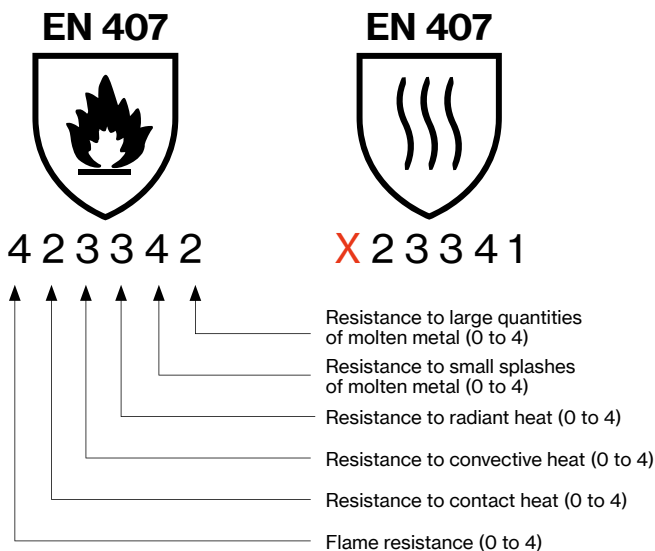 EN 407
EN 407
4 2 3 3 4 2
X 2 3 3 4 1
Resistance to large quantities
of molten metal (0 to 4)
Resistance to small splashes
of molten metal (0 to 4)
Resistance to radiant heat (0 to 4)
Resistance to convective heat (0 to 4)
Resistance to contact heat (0 to 4)
Flame resistance (0 to 4)